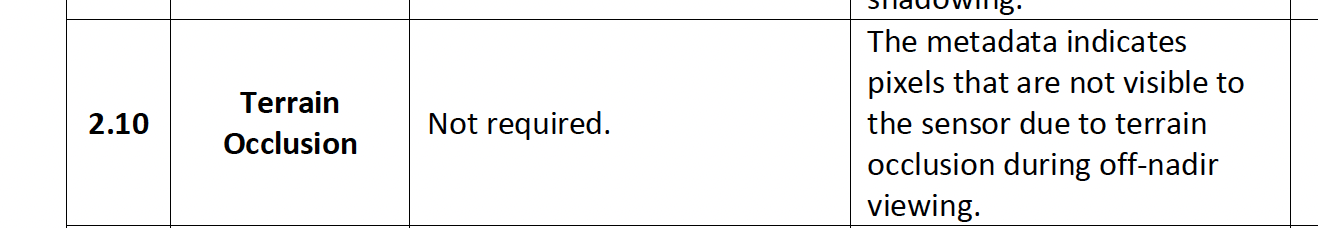 shadowing.
2.10
Terrain
Occlusion
Not required.
The metadata indicates
pixels that are not visible to
the sensor due to terrain
occlusion during off-nadir
viewing.